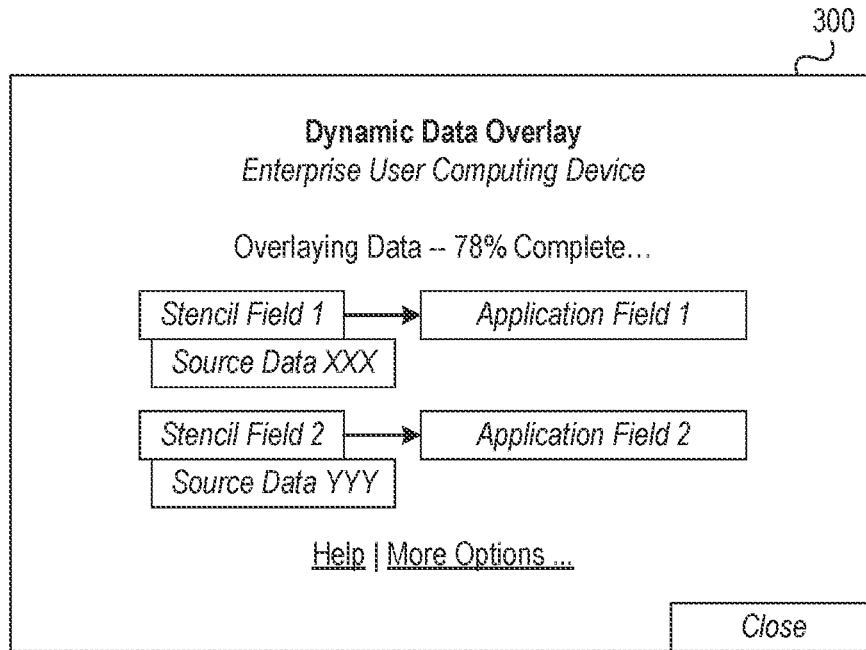 300
Dynamic Data Overlay
Enterprise User Computing Device
Overlaying Data -- 78% Complete...
Stencil Field 1
Application Field 1
Source Data XXX
Stencil Field 2
Application Field 2
Source Data YYY
Help | More Options ...
Close